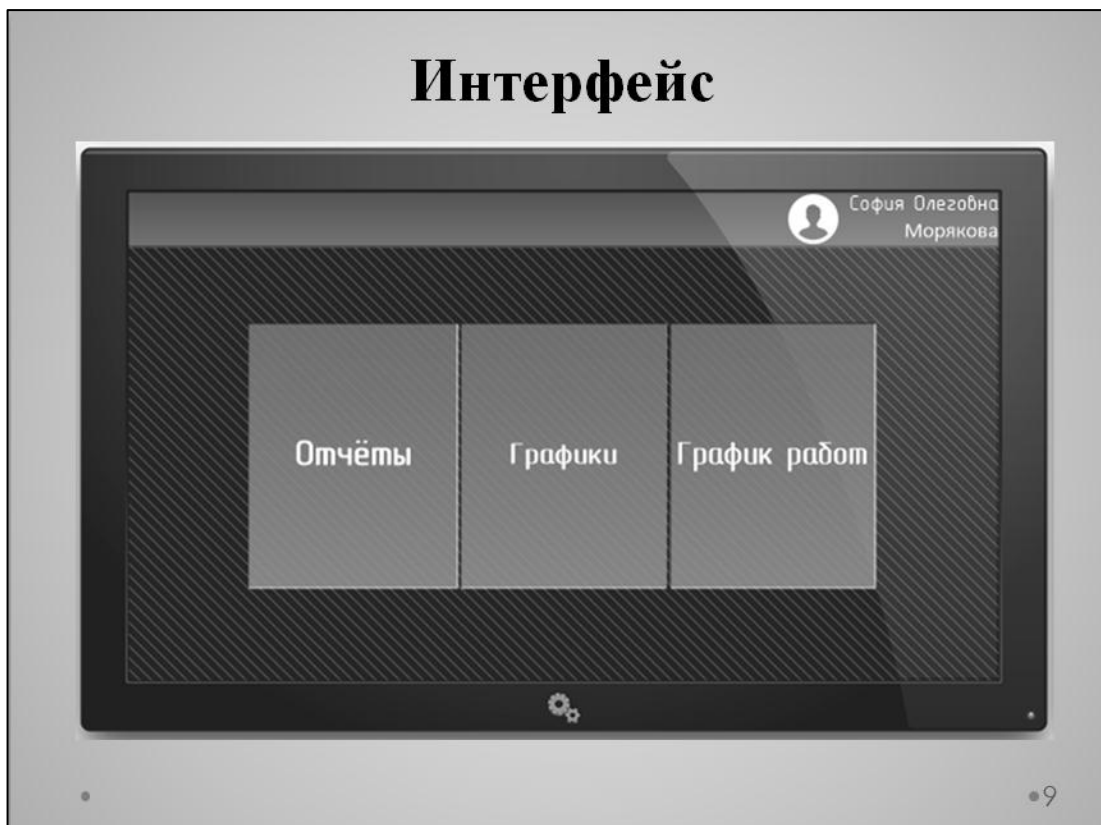 Интерфейс
София Олеговна
Морякова
Отчёты
Графики
График работ
9